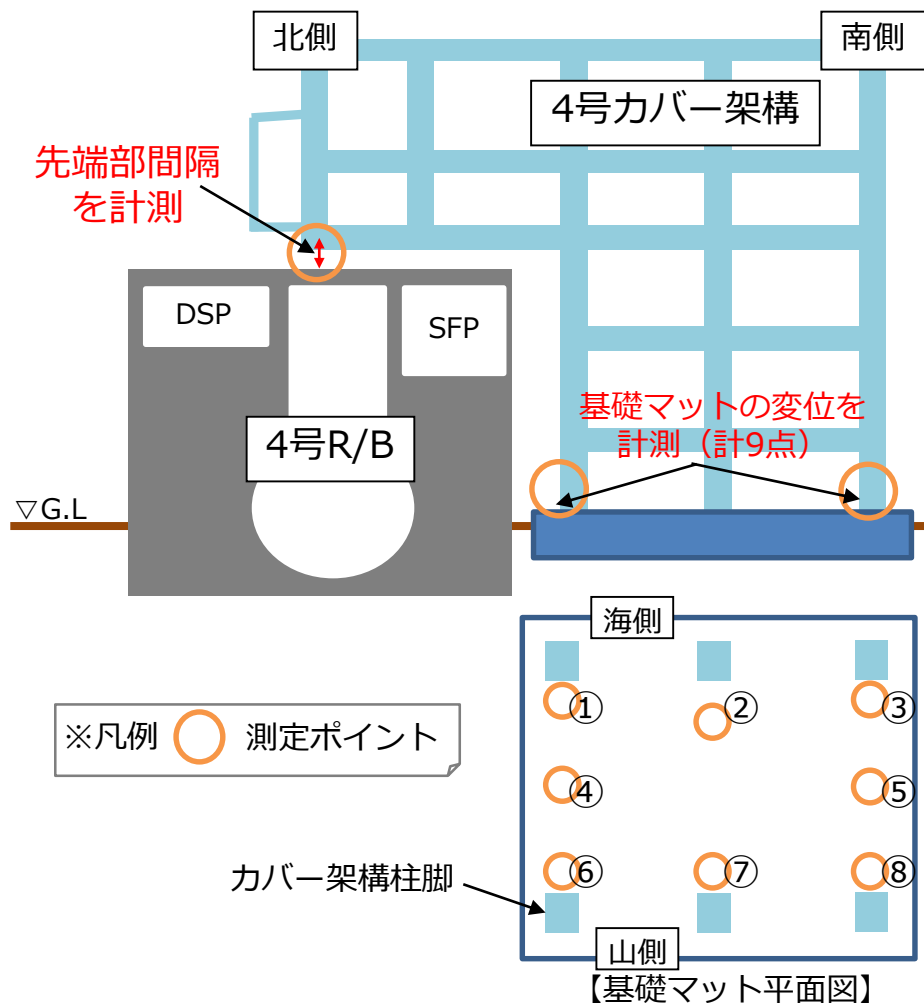 北側
南側
4号カバー架構
先端部間隔
を計測
DSP
SFP
基礎マットの変位を
計測（計9点）
4号R/B
▽G.L
海側
① ② ③
※凡例 測定ポイント
④ ⑤
カバー架構柱脚
⑥ ⑦ ⑧
山側
【基礎マット平面図】